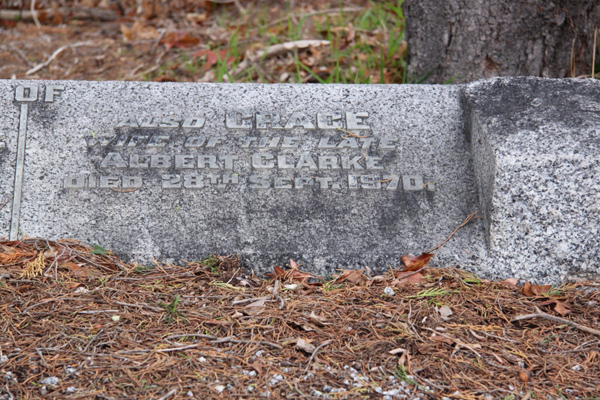 OF
ALSO GRACE
WIFE OF THE LATE
ALBERT CLARKE
DIED 28TH SEPT. 1970.